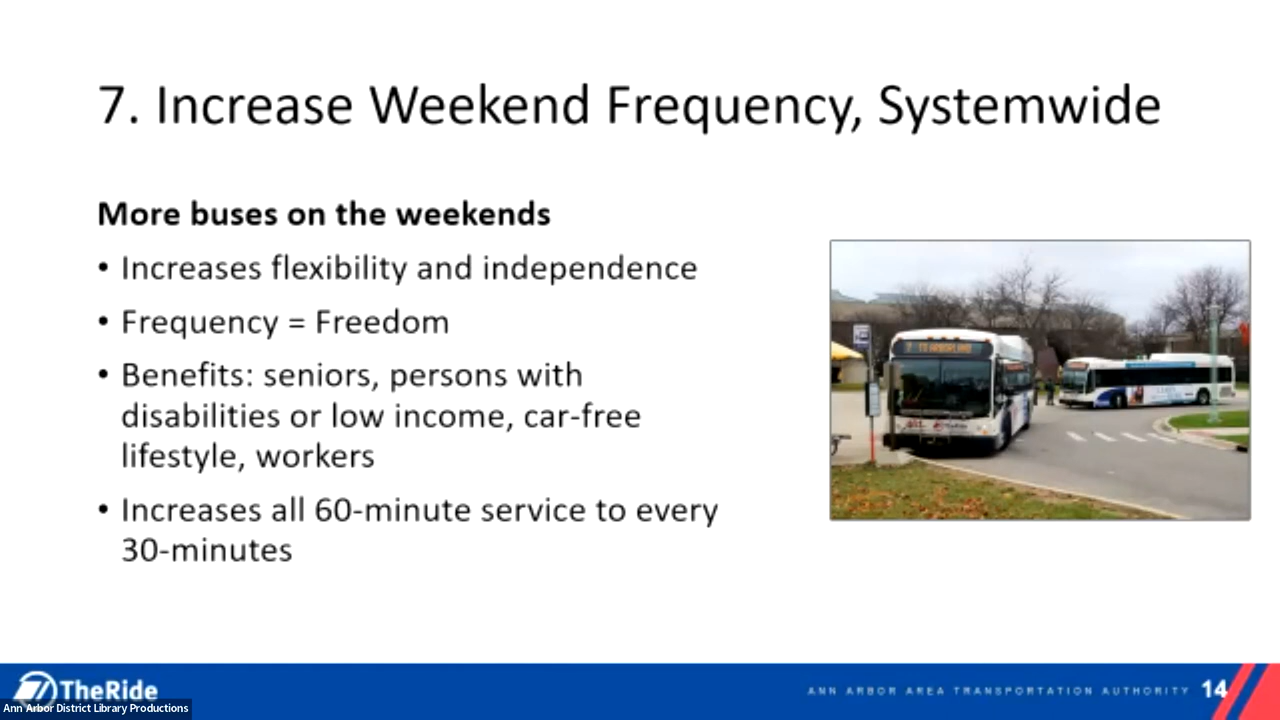 7. Increase Weekend Frequency, Systemwide
More buses on the weekends
• Increases flexibility and independence
• Frequency = Freedom
• Benefits: seniors, persons with
disabilities or low income, car-free
lifestyle, workers
• Increases all 60-minute service to every
30-minutes
TheRide
ANN ARBOR AREA TRANSPORTATION AUTHORITY 14
Ann Arbor District Library Productions